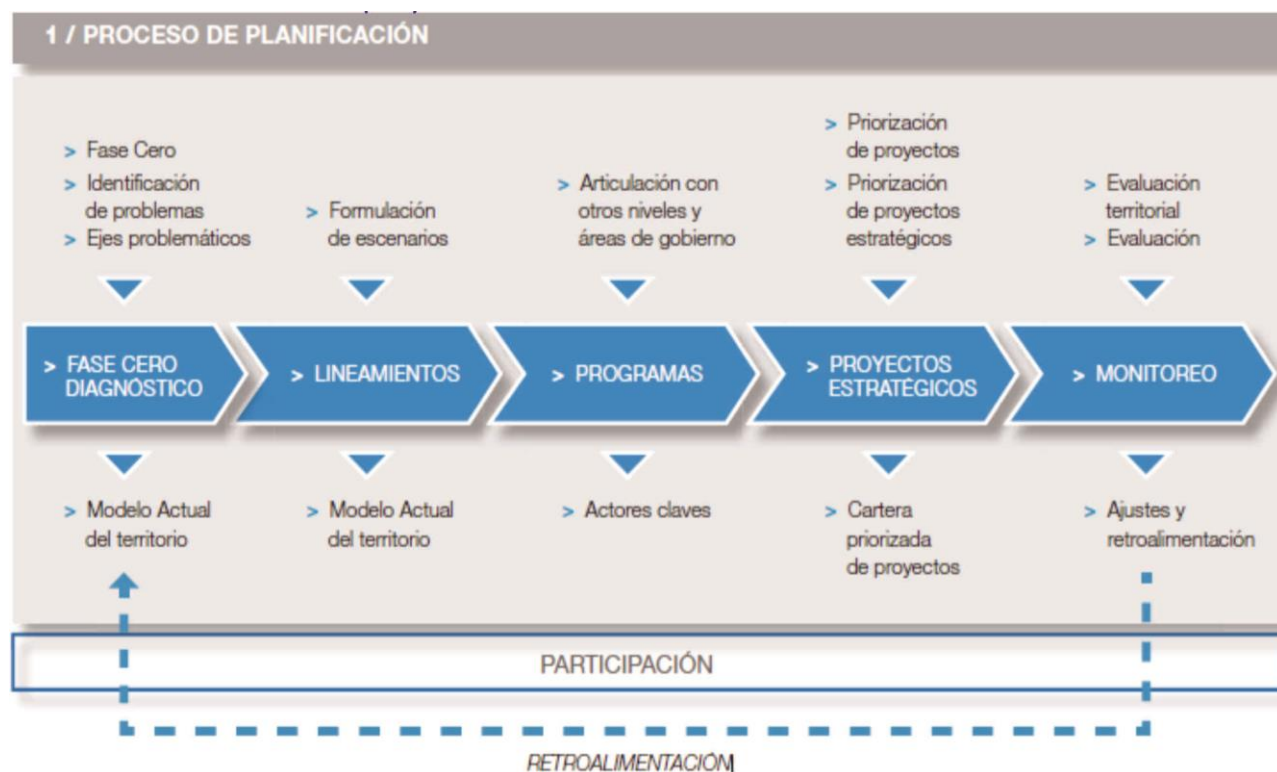 1 / PROCESO DE PLANIFICACIÓN
> Fase Cero
> Identificación
de problemas
> Ejes problemáticos
> Formulación
de escenarios
> Articulación con
otros niveles y
áreas de gobierno
> Priorización
de proyectos
> Priorización
de proyectos
estratégicos
> Evaluación
territorial
> Evaluación
> FASE CERO
DIAGNÓSTICO
> LINEAMIENTOS
> PROGRAMAS
> PROYECTOS
ESTRATÉGICOS
> MONITOREO
> Modelo Actual
del territorio
> Modelo Actual
del territorio
> Actores claves
> Cartera
priorizada
de proyectos
> Ajustes y
retroalimentación
PARTICIPACIÓN
RETROALIMENTACIÓN